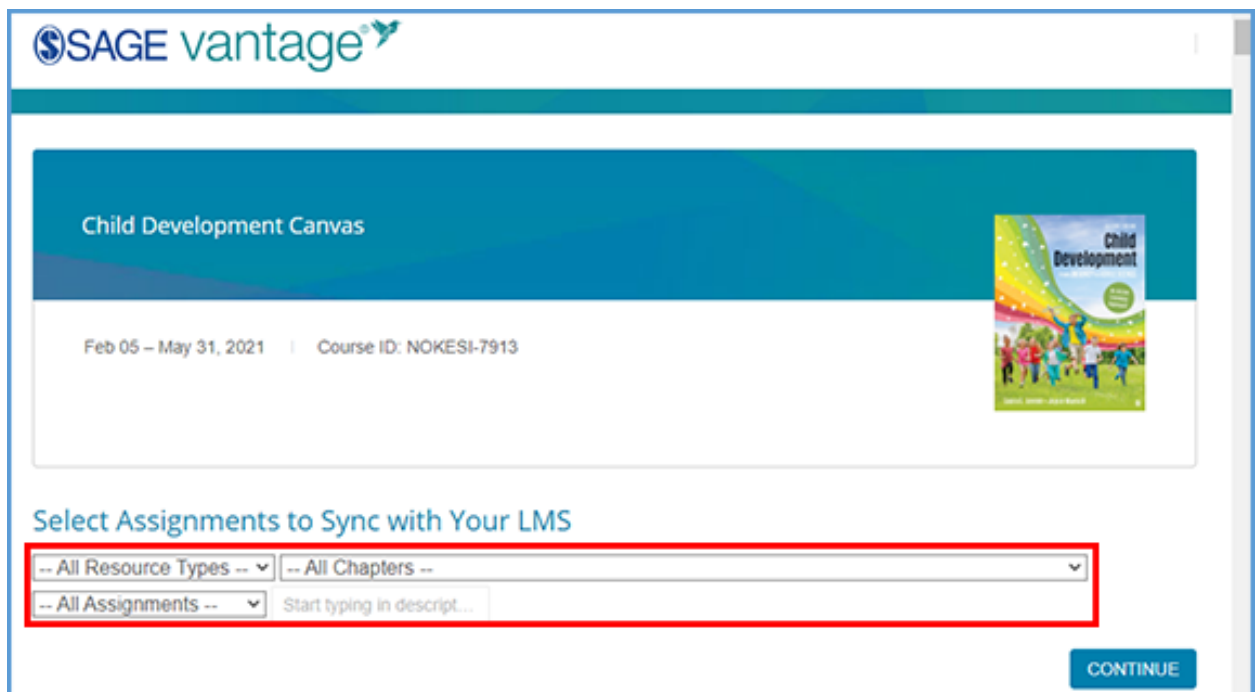 SAGE vantage®
Child Development Canvas
Child
Development
Feb 05 – May 31, 2021
Course ID: NOKESI-7913
Select Assignments to Sync with Your LMS
-- All Resource Types -- -- All Chapters --
-- All Assignments -- Start typing in descript...
CONTINUE